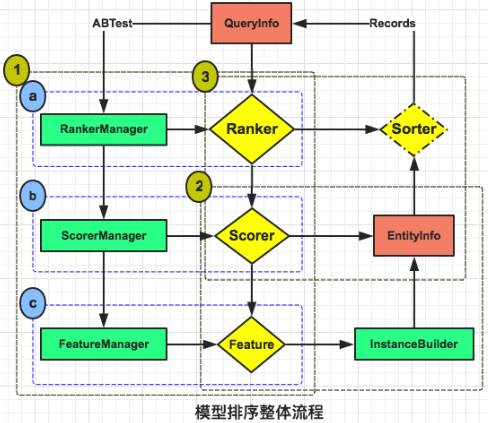 ABTest
QueryInfo
Records
1
3
a
RankerManager
Ranker
Sorter
b
2
ScorerManager
Scorer
EntityInfo
c
FeatureManager
Feature
InstanceBuilder
模型排序整体流程